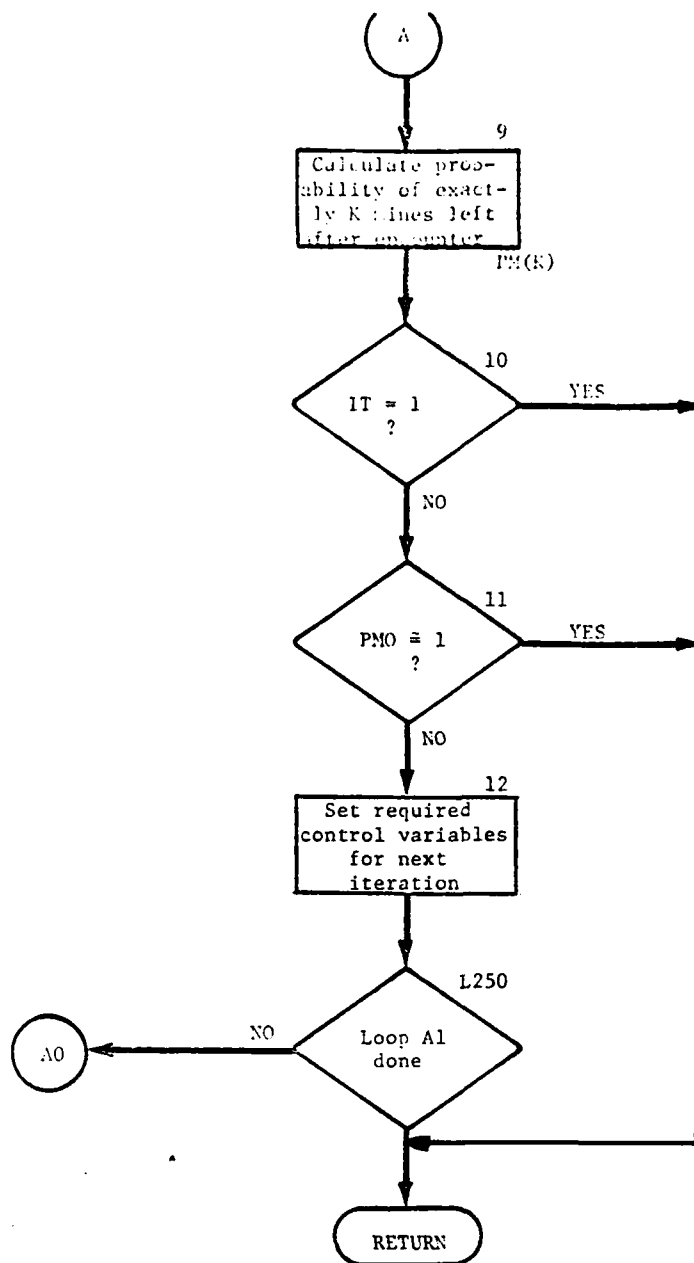 A
9
Calculate prob-
ability of exact-
ly K Mines left
after encounter
PM(K)
10
IT = 1
?
YES
NO
11
PMO ≅ 1
?
YES
NO
12
Set required
control variables
for next
iteration
L250
Loop A1
done
NO
A0
RETURN